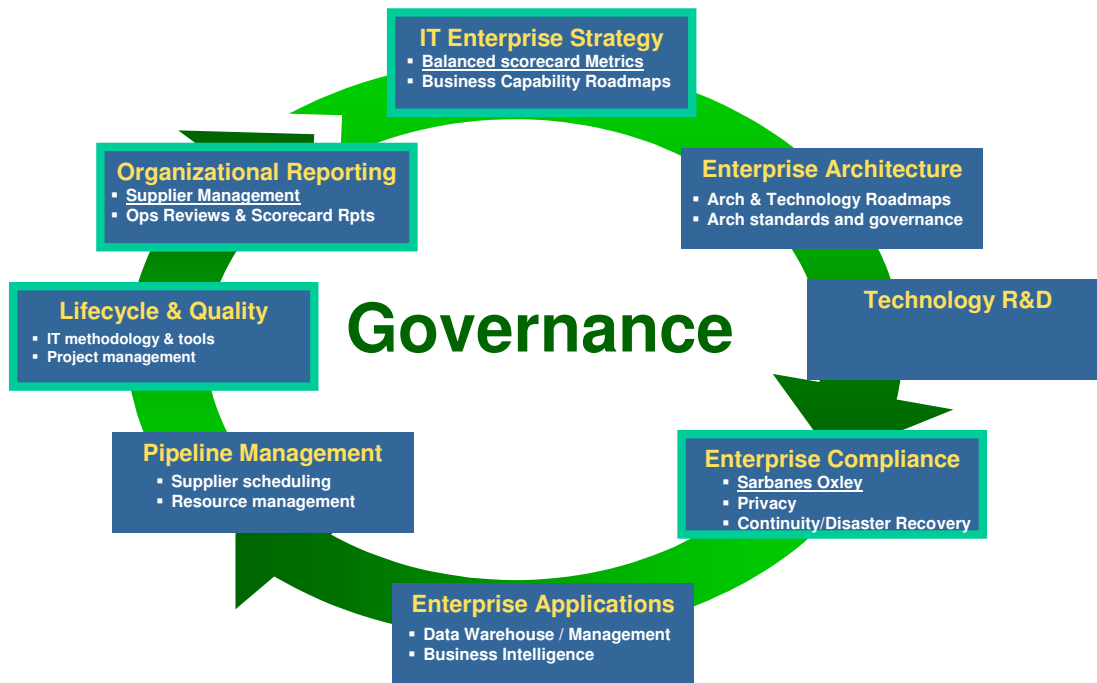 IT Enterprise Strategy
▪ Balanced scorecard Metrics
▪ Business Capability Roadmaps
Enterprise Architecture
▪ Arch & Technology Roadmaps
▪ Arch standards and governance
Technology R&D
Enterprise Compliance
▪ Sarbanes Oxley
▪ Privacy
▪ Continuity/Disaster Recovery
Enterprise Applications
▪ Data Warehouse / Management
▪ Business Intelligence
Pipeline Management
▪ Supplier scheduling
▪ Resource management
Lifecycle & Quality
▪ IT methodology & tools
▪ Project management
Organizational Reporting
▪ Supplier Management
▪ Ops Reviews & Scorecard Rpts
Governance